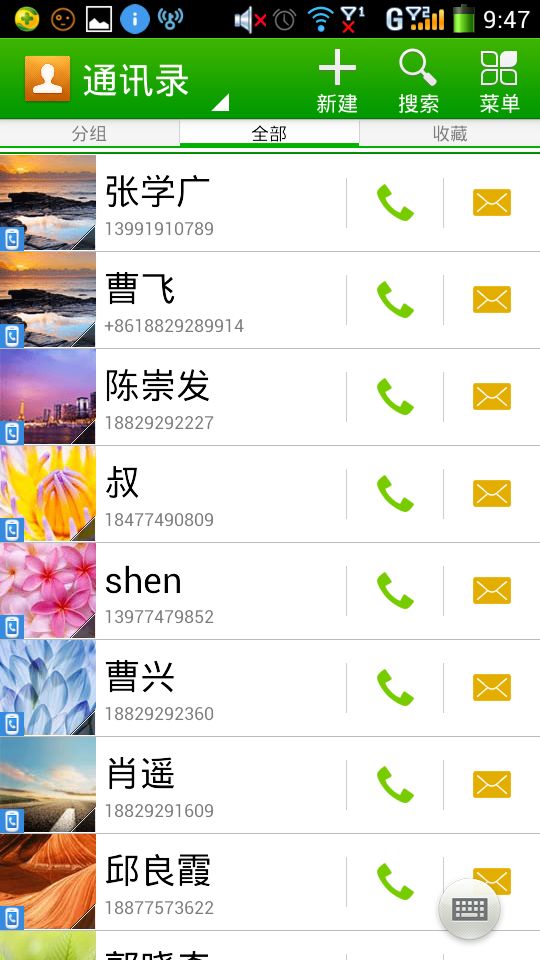 G 2 9:47
通讯录
新建 搜索 菜单
分组 全部 收藏
张学广
13991910789
曹飞
+8618829289914
陈崇发
18829292227
叔
18477490809
shen
13977479852
曹兴
18829292360
肖遥
18829291609
邱良霞
18877573622